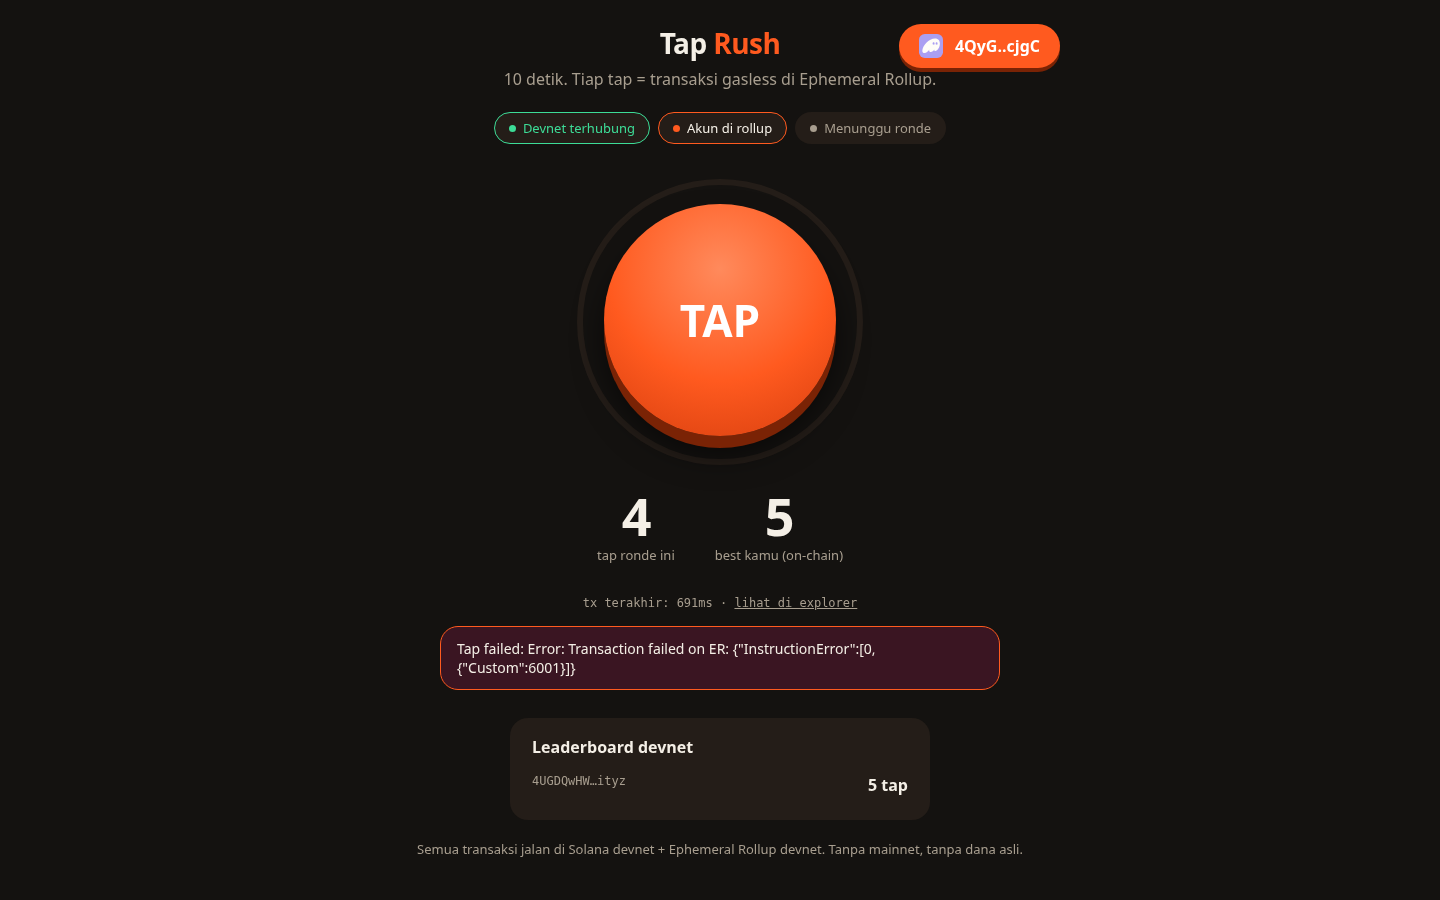 Tap Rush
4QyG..cjgC
10 detik. Tiap tap = transaksi gasless di Ephemeral Rollup.
Devnet terhubung
Akun di rollup
Menunggu ronde
TAP
4
5
tap ronde ini
best kamu (on-chain)
tx terakhir: 691ms · lihat di explorer
Tap failed: Error: Transaction failed on ER: {"InstructionError":[0,
{"Custom":6001}]}
Leaderboard devnet
4UGDQwHW…ityz
5 tap
Semua transaksi jalan di Solana devnet + Ephemeral Rollup devnet. Tanpa mainnet, tanpa dana asli.